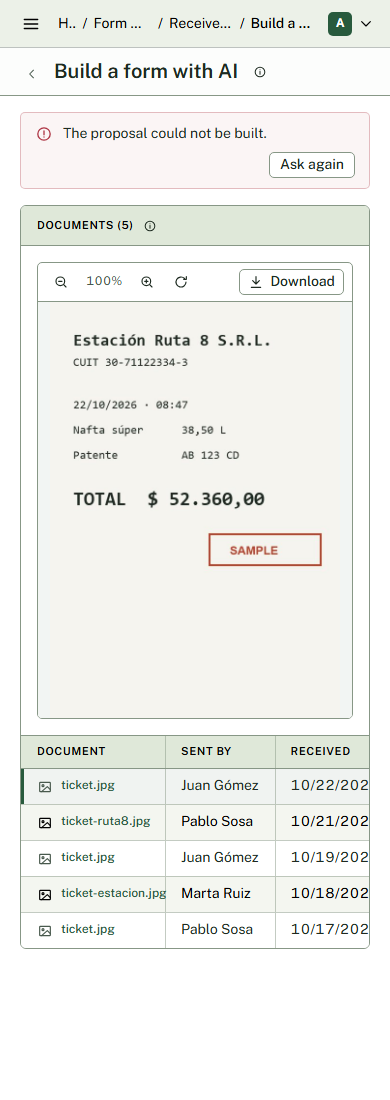 H.. / Form ... / Receive... / Build a ... A
Build a form with AI
The proposal could not be built.
Ask again
DOCUMENTS (5)
100% Download
Estación Ruta 8 S.R.L.
CUIT 30-71122334-3
22/10/2026 · 08:47
Nafta súper 38,50 L
Patente AB 123 CD
TOTAL $ 52.360,00
SAMPLE
DOCUMENT SENT BY RECEIVED
ticket.jpg Juan Gómez 10/22/202
ticket-ruta8.jpg Pablo Sosa 10/21/202
ticket.jpg Juan Gómez 10/19/202
ticket-estacion.jpg Marta Ruiz 10/18/202
ticket.jpg Pablo Sosa 10/17/202